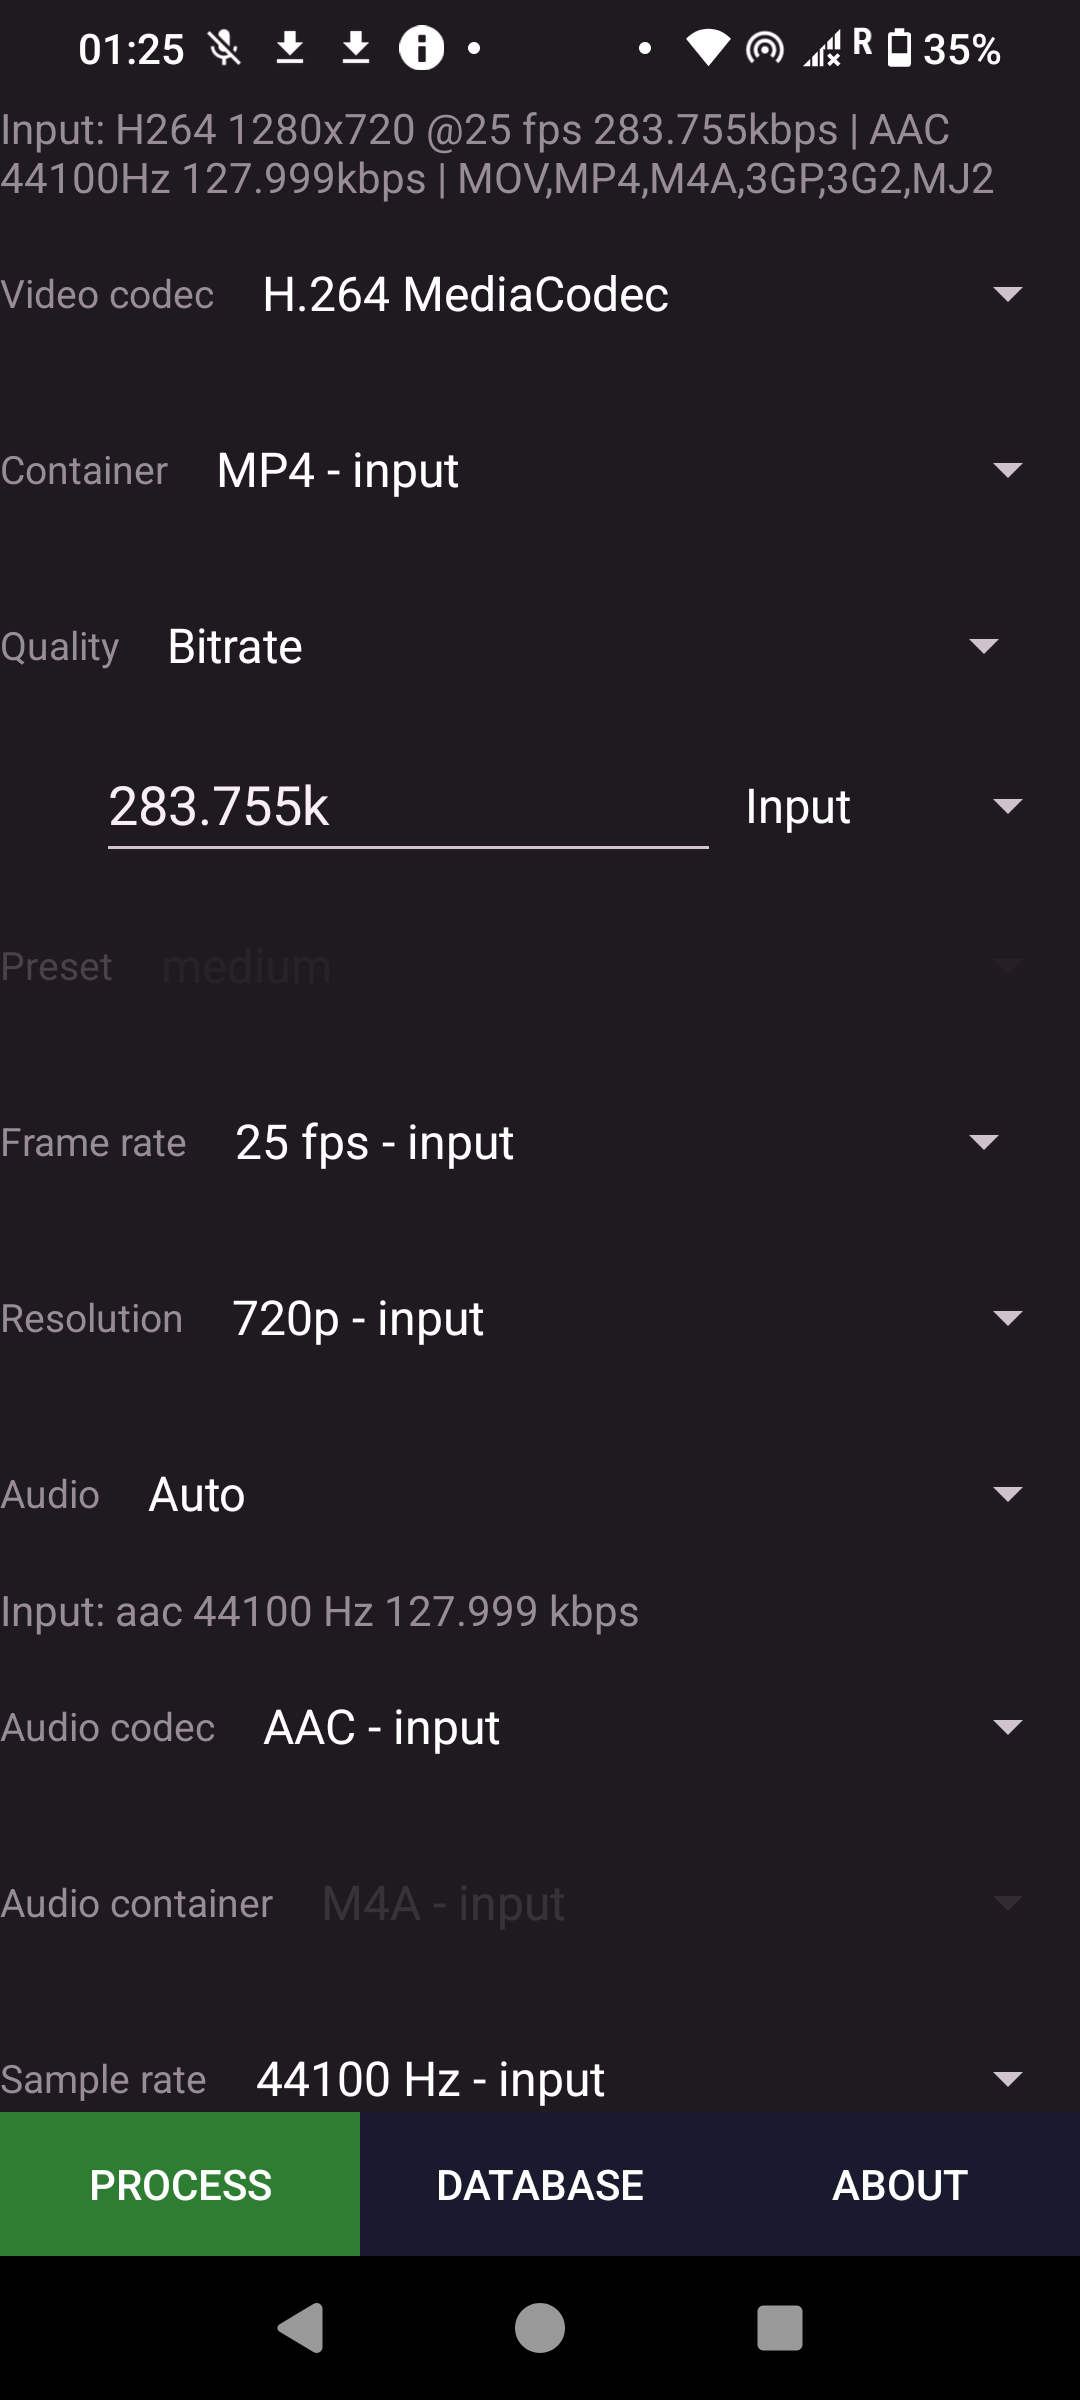 01:25 R 35%
Input: H264 1280x720 @25 fps 283.755kbps | AAC
44100Hz 127.999kbps | MOV,MP4,M4A,3GP,3G2,MJ2
Video codec H.264 MediaCodec
Container MP4 - input
Quality Bitrate
283.755k Input
Preset medium
Frame rate 25 fps - input
Resolution 720p - input
Audio Auto
Input: aac 44100 Hz 127.999 kbps
Audio codec AAC - input
Audio container M4A - input
Sample rate 44100 Hz - input
PROCESS DATABASE ABOUT